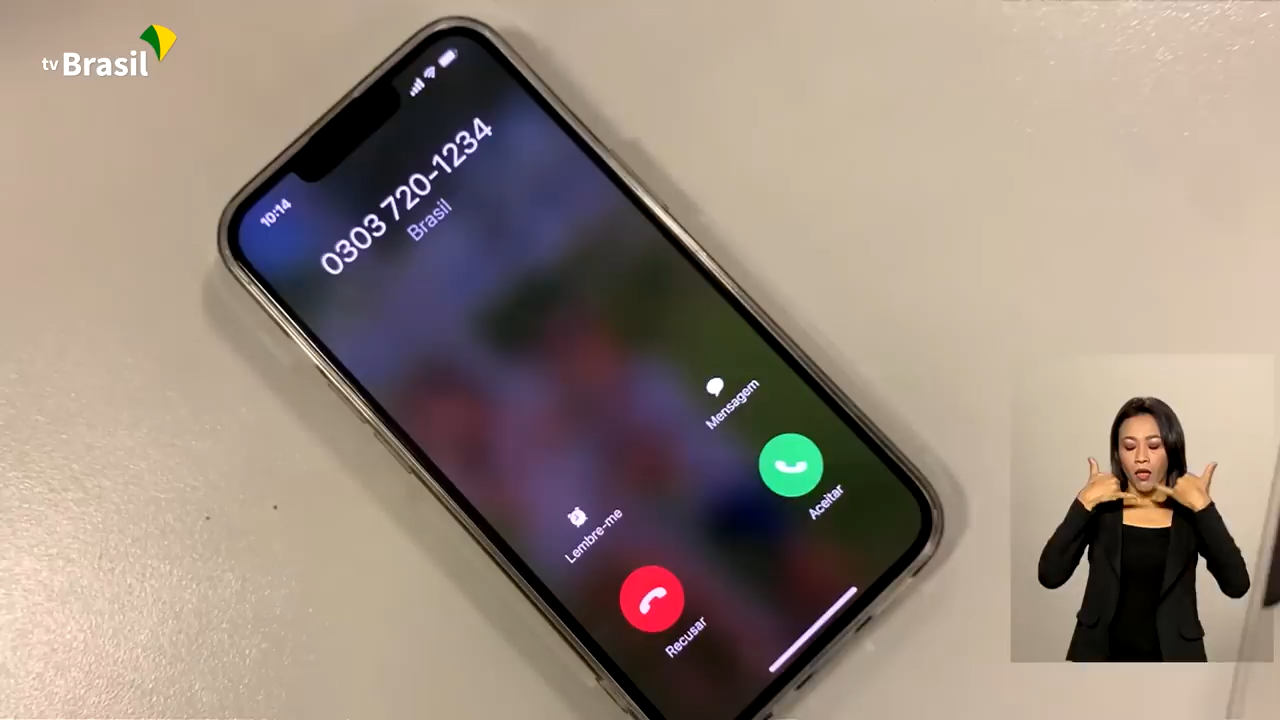 tv Brasil
10:14
0303 720-1234
Brasil
Mensagem
Lembre-me
Aceitar
Recusar